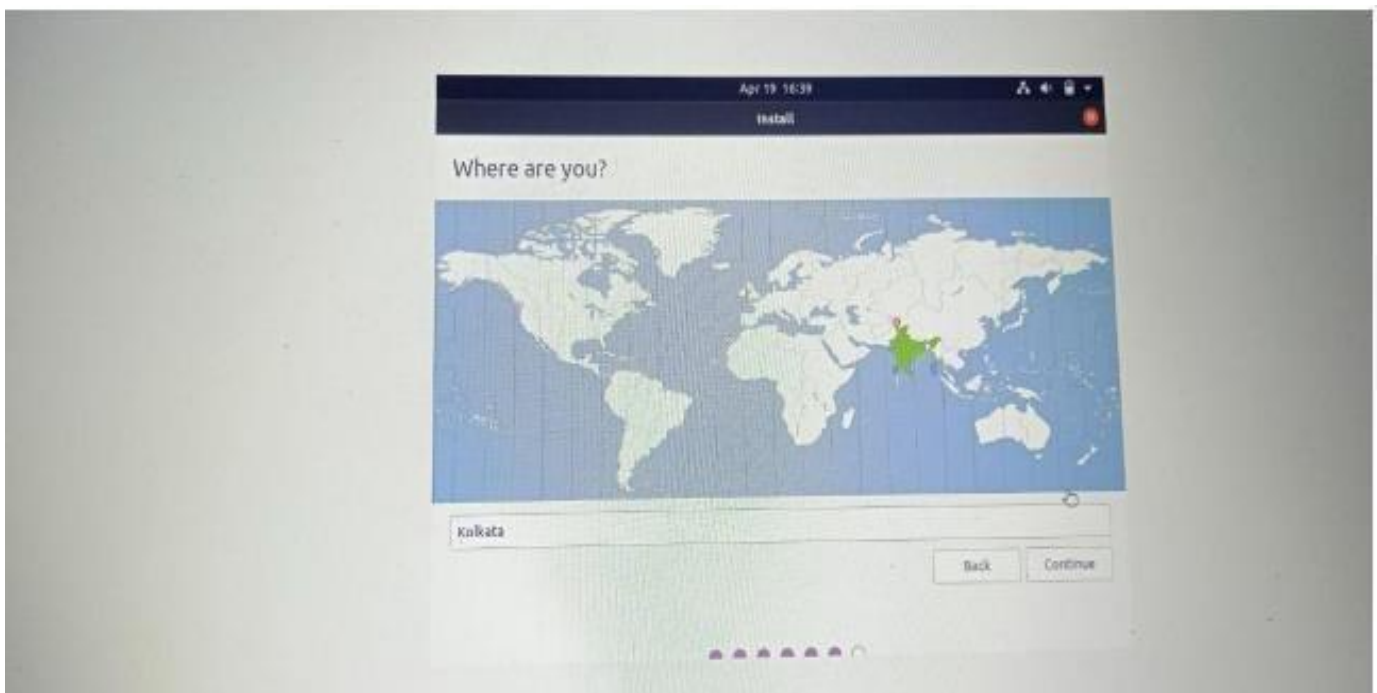 Apr 19 16:39
Install
Where are you?
Kolkata
Back
Continue